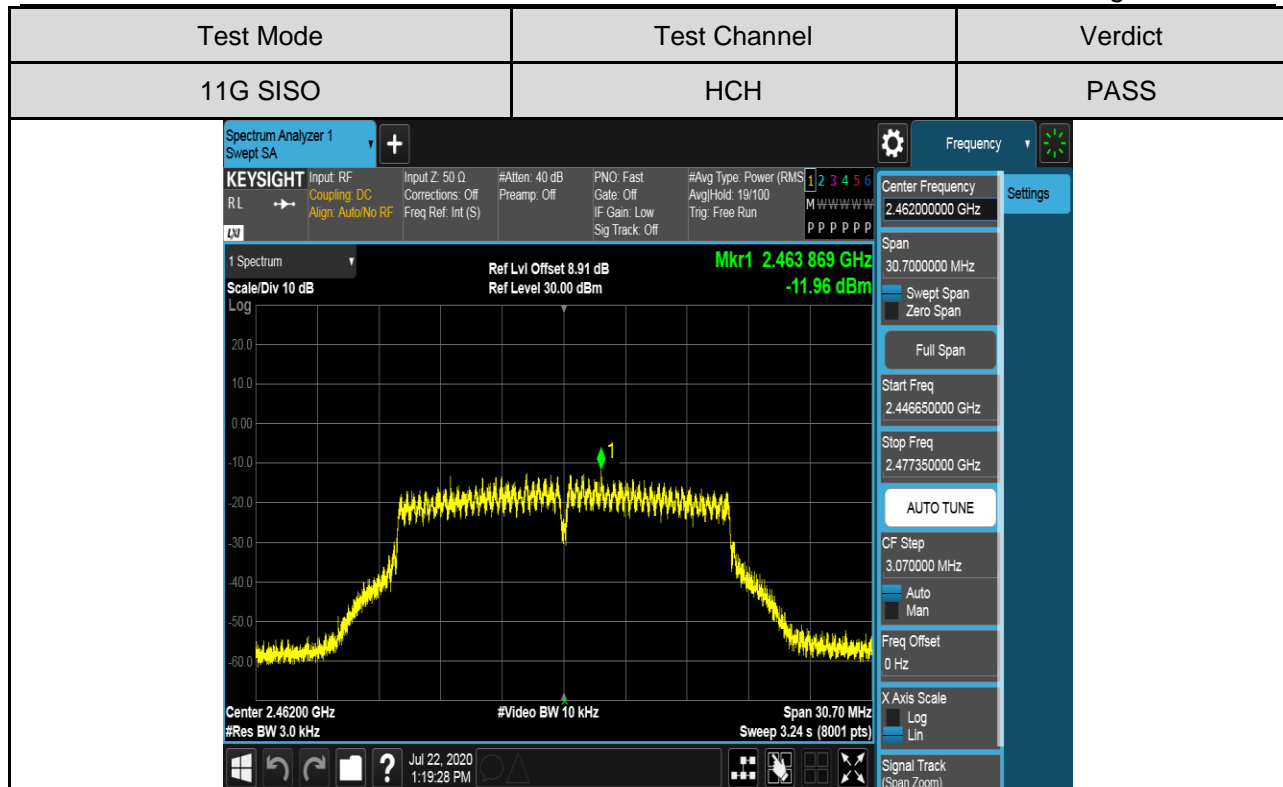 Test Mode Test Channel Verdict
11G SISO HCH PASS
Spectrum Analyzer 1
Swept SA
+
Frequency
KEYSIGHT Input: RF Input Z: 50 Ω #Atten: 40 dB PNO: Fast #Avg Type: Power (RMS 1 2 3 4 5 6
RL Coupling: DC Corrections: Off Preamp: Off Gate: Off Avg|Hold: 19/100 M W W W W W
Align: Auto/No RF Freq Ref: Int (S) IF Gain: Low Trig: Free Run
LXI Sig Track: Off P P P P P P
1 Spectrum
Ref Lvl Offset 8.91 dB
Mkr1 2.463 869 GHz
Scale/Div 10 dB
Ref Level 30.00 dBm
-11.96 dBm
Log
20.0
10.0
0.00
-10.0
-20.0
-30.0
-40.0
-50.0
-60.0
1
Center 2.46200 GHz #Video BW 10 kHz Span 30.70 MHz
#Res BW 3.0 kHz Sweep 3.24 s (8001 pts)
Center Frequency
2.462000000 GHz
Settings
Span
30.7000000 MHz
Swept Span
Zero Span
Full Span
Start Freq
2.446650000 GHz
Stop Freq
2.477350000 GHz
AUTO TUNE
CF Step
3.070000 MHz
Auto
Man
Freq Offset
0 Hz
X Axis Scale
Log
Lin
Signal Track
(Span Zoom)
? Jul 22, 2020
1:19:28 PM